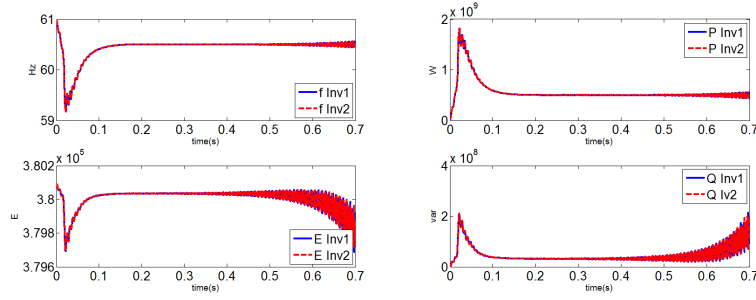 61
60
59
Hz
f Inv1
f Inv2
0 0.1 0.2 0.3 0.4 0.5 0.6 0.7
time(s)
2 x 10^9
1
0
W
P Inv1
P Inv2
0 0.1 0.2 0.3 0.4 0.5 0.6 0.7
time(s)
3.802 x 10^5
3.8
3.798
3.796
E
E Inv1
E Inv2
0 0.1 0.2 0.3 0.4 0.5 0.6 0.7
time(s)
4 x 10^8
2
0
var
Q Inv1
Q Iv2
0 0.1 0.2 0.3 0.4 0.5 0.6 0.7
time(s)